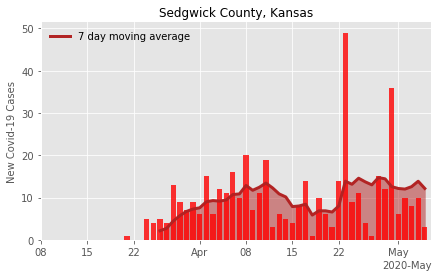 Sedgwick County, Kansas
7 day moving average
New Covid-19 Cases
50
40
30
20
10
0
08 15 22 Apr 08 15 22 May
08
2020-May